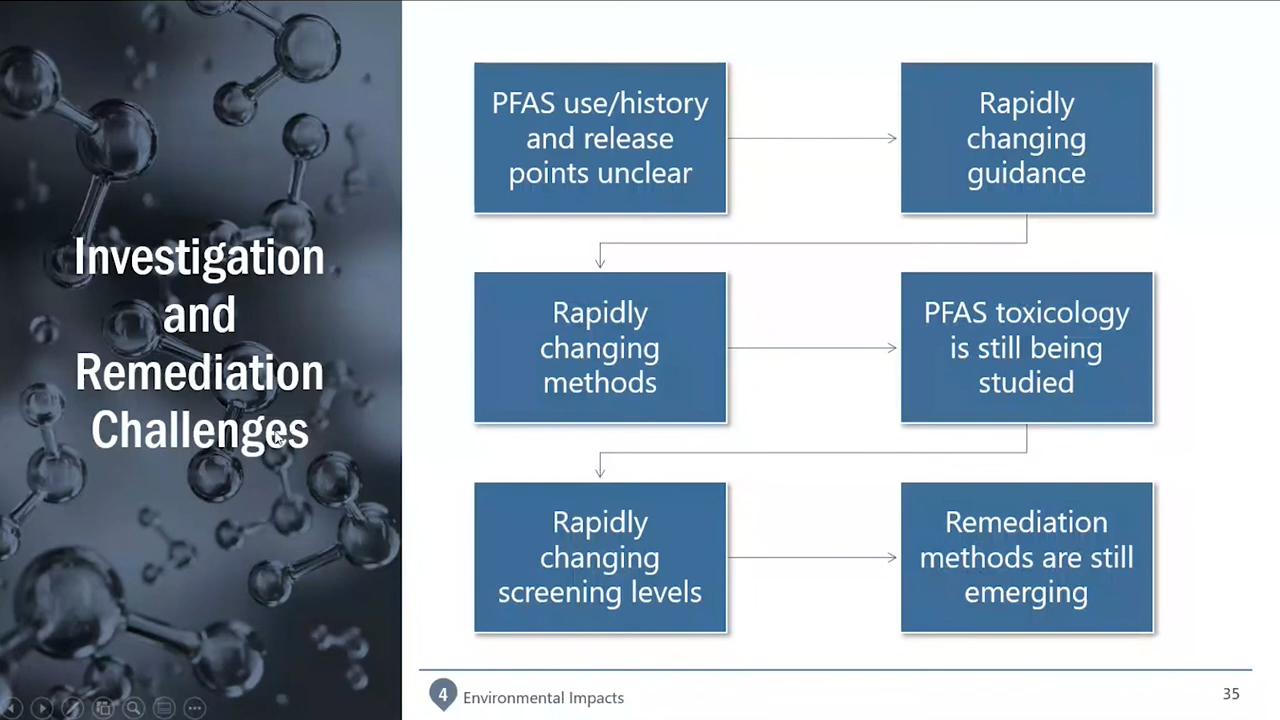 Investigation
and
Remediation
Challenges
PFAS use/history
and release
points unclear
Rapidly
changing
guidance
Rapidly
changing
methods
PFAS toxicology
is still being
studied
Rapidly
changing
screening levels
Remediation
methods are still
emerging
4 Environmental Impacts
35